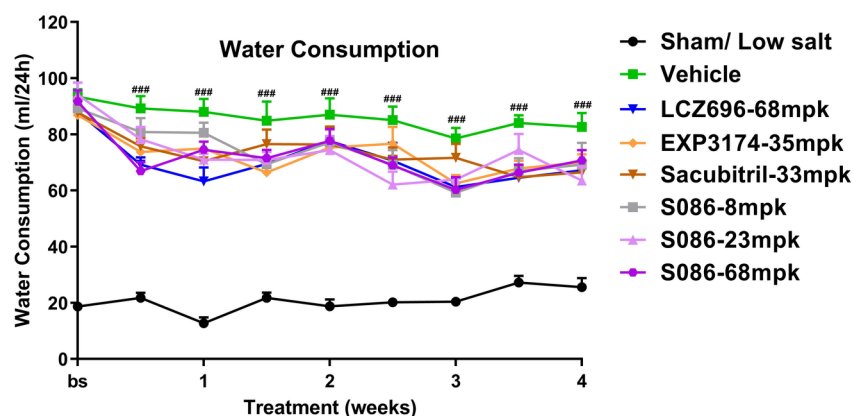 Water Consumption
Water Consumption (ml/24h)
120
100
80
60
40
20
0
###
###
###
###
###
###
###
###
bs
1
2
3
4
Treatment (weeks)
Sham/ Low salt
Vehicle
LCZ696-68mpk
EXP3174-35mpk
Sacubitril-33mpk
S086-8mpk
S086-23mpk
S086-68mpk